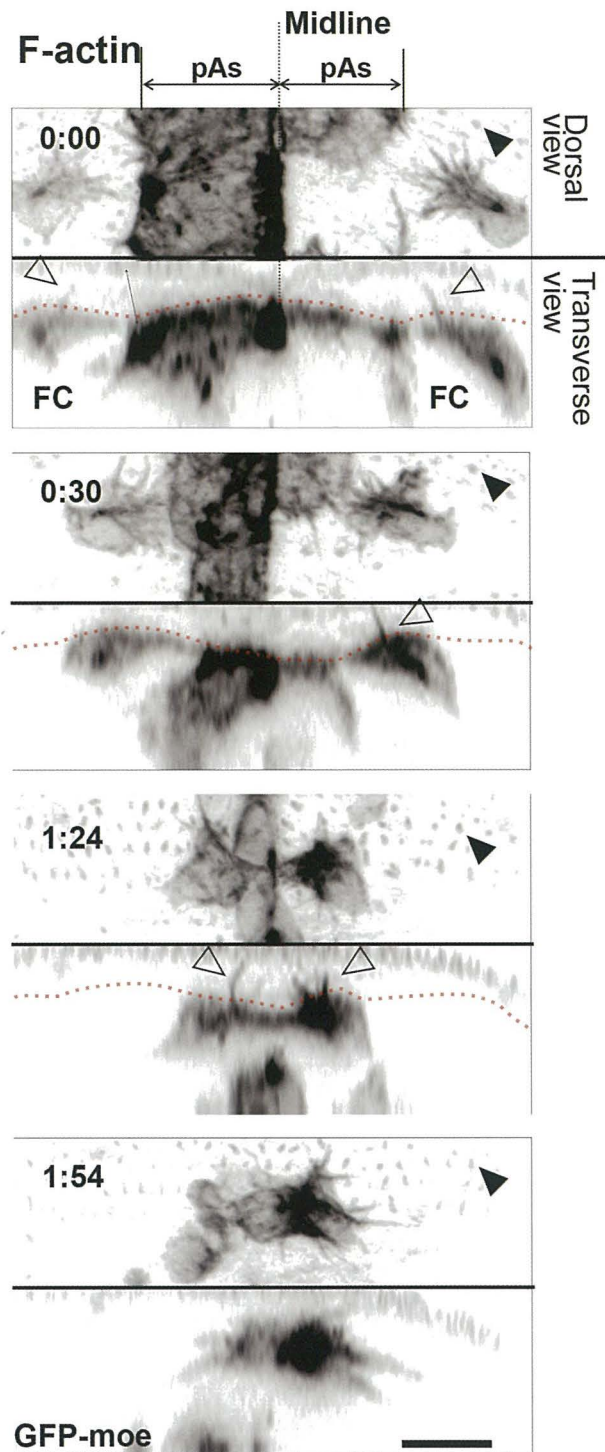 Midline
F-actin
pAs pAs
0:00
Dorsal view
Transverse view
FC FC
0:30
1:24
1:54
GFP-moe